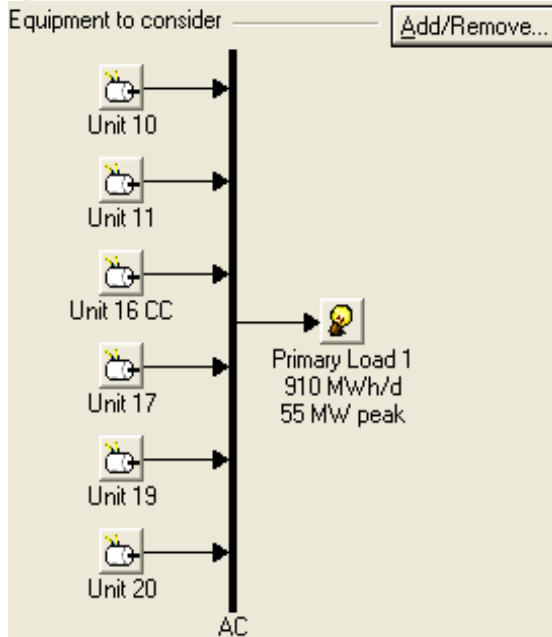 Equipment to consider
Add/Remove...
Unit 10
Unit 11
Unit 16 CC
Primary Load 1
910 MWh/d
55 MW peak
Unit 17
Unit 19
Unit 20
AC